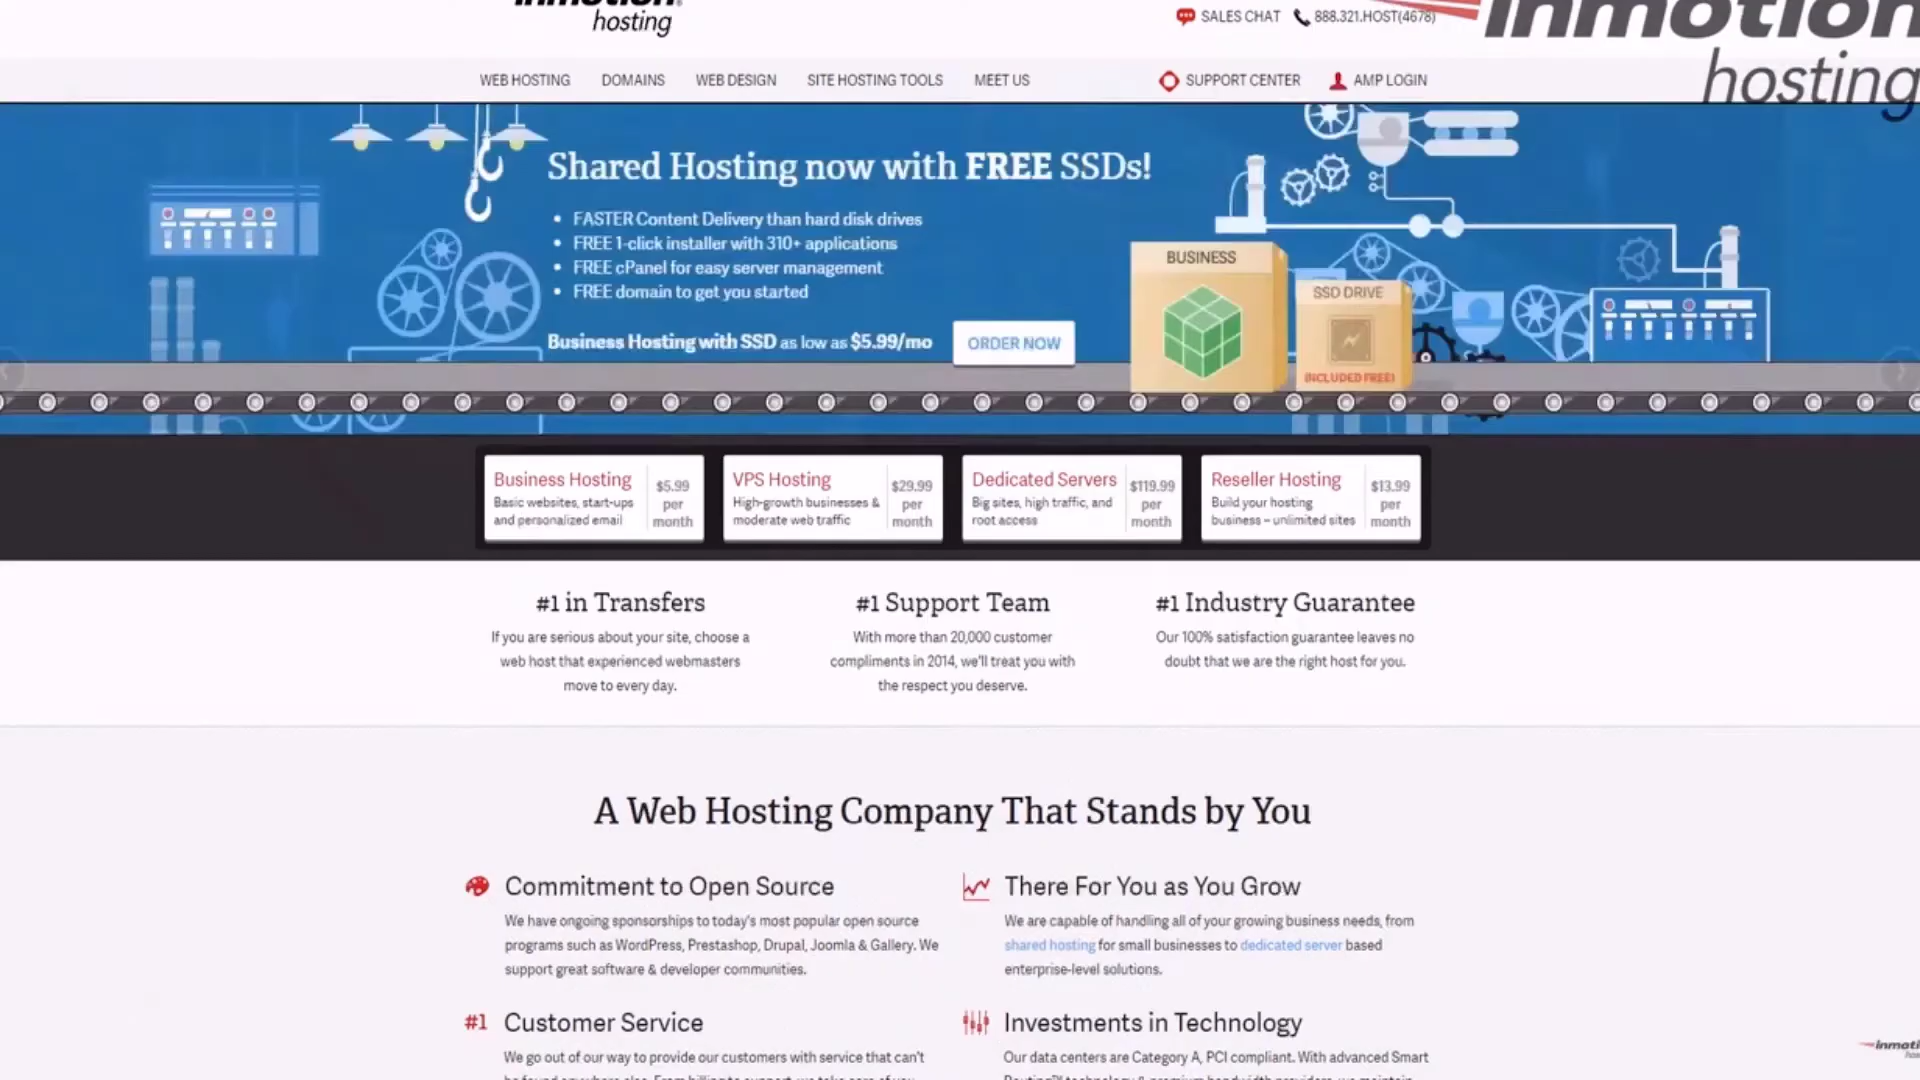 inmotion
hosting
SALES CHAT
888.321.HOST(4678)
inmotion
hosting
WEB HOSTING
DOMAINS
WEB DESIGN
SITE HOSTING TOOLS
MEET US
SUPPORT CENTER
AMP LOGIN
Shared Hosting now with FREE SSDs!
• FASTER Content Delivery than hard disk drives
• FREE 1-click installer with 310+ applications
• FREE cPanel for easy server management
• FREE domain to get you started
Business Hosting with SSD as low as $5.99/mo
ORDER NOW
BUSINESS
SSD DRIVE
INCLUDED FREE!
Business Hosting
Basic websites, start-ups
and personalized email
$5.99
per
month
VPS Hosting
High-growth businesses &
moderate web traffic
$29.99
per
month
Dedicated Servers
Big sites, high traffic, and
root access
$119.99
per
month
Reseller Hosting
Build your hosting
business – unlimited sites
$13.99
per
month
#1 in Transfers
If you are serious about your site, choose a
web host that experienced webmasters
move to every day.
#1 Support Team
With more than 20,000 customer
compliments in 2014, we'll treat you with
the respect you deserve.
#1 Industry Guarantee
Our 100% satisfaction guarantee leaves no
doubt that we are the right host for you.
A Web Hosting Company That Stands by You
Commitment to Open Source
We have ongoing sponsorships to today's most popular open source
programs such as WordPress, Prestashop, Drupal, Joomla & Gallery. We
support great software & developer communities.
There For You as You Grow
We are capable of handling all of your growing business needs, from
shared hosting for small businesses to dedicated server based
enterprise-level solutions.
#1 Customer Service
We go out of our way to provide our customers with service that can't
Investments in Technology
Our data centers are Category A, PCI compliant. With advanced Smart